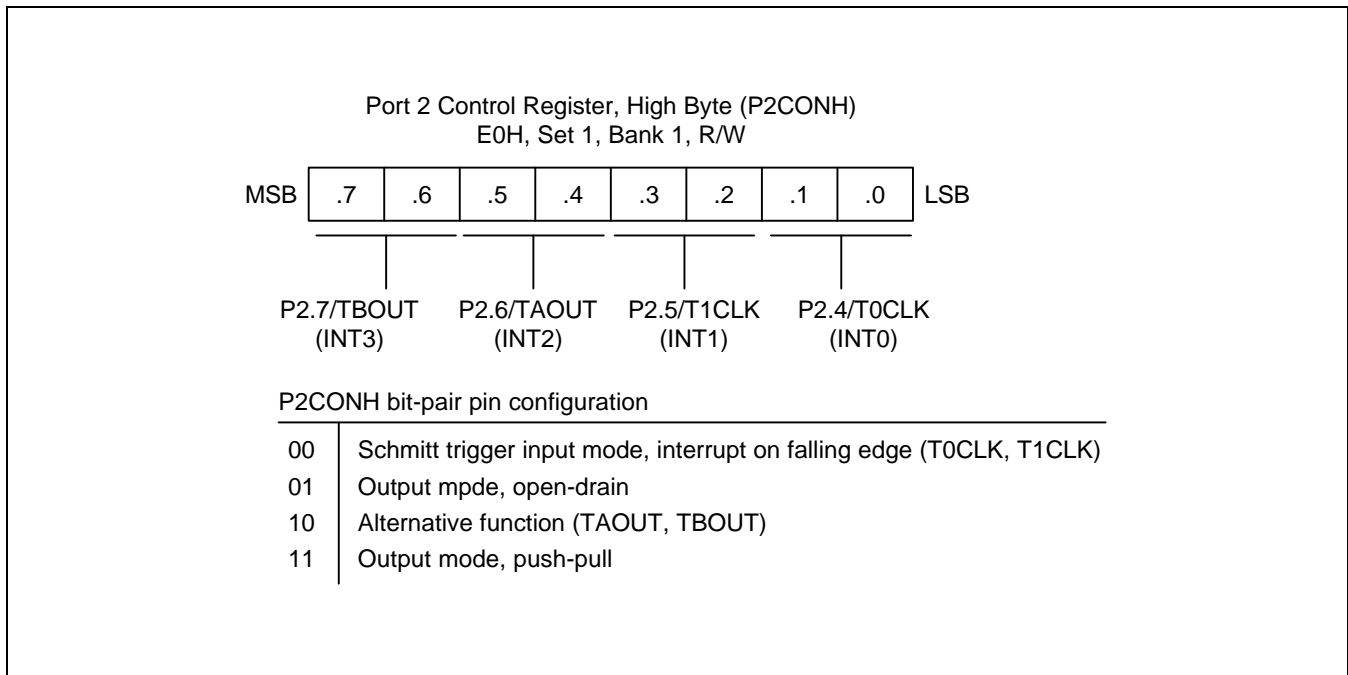 Port 2 Control Register, High Byte (P2CONH)
E0H, Set 1, Bank 1, R/W
MSB .7 .6 .5 .4 .3 .2 .1 .0 LSB
P2.7/TBOUT P2.6/TAOUT P2.5/T1CLK P2.4/T0CLK
(INT3) (INT2) (INT1) (INT0)
P2CONH bit-pair pin configuration
00 Schmitt trigger input mode, interrupt on falling edge (T0CLK, T1CLK)
01 Output mpde, open-drain
10 Alternative function (TAOUT, TBOUT)
11 Output mode, push-pull